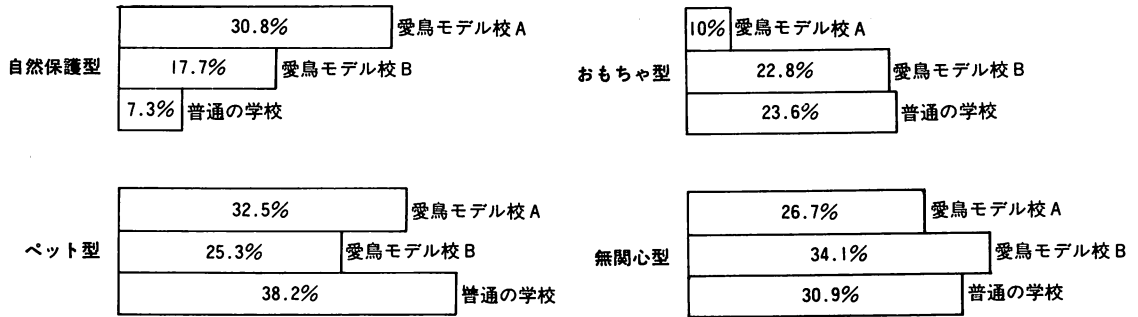 自然保護型
30.8% 愛鳥モデル校A
17.7% 愛鳥モデル校B
7.3% 普通の学校
おもちゃ型
10% 愛鳥モデル校A
22.8% 愛鳥モデル校B
23.6% 普通の学校
ペット型
32.5% 愛鳥モデル校A
25.3% 愛鳥モデル校B
38.2% 普通の学校
無関心型
26.7% 愛鳥モデル校A
34.1% 愛鳥モデル校B
30.9% 普通の学校